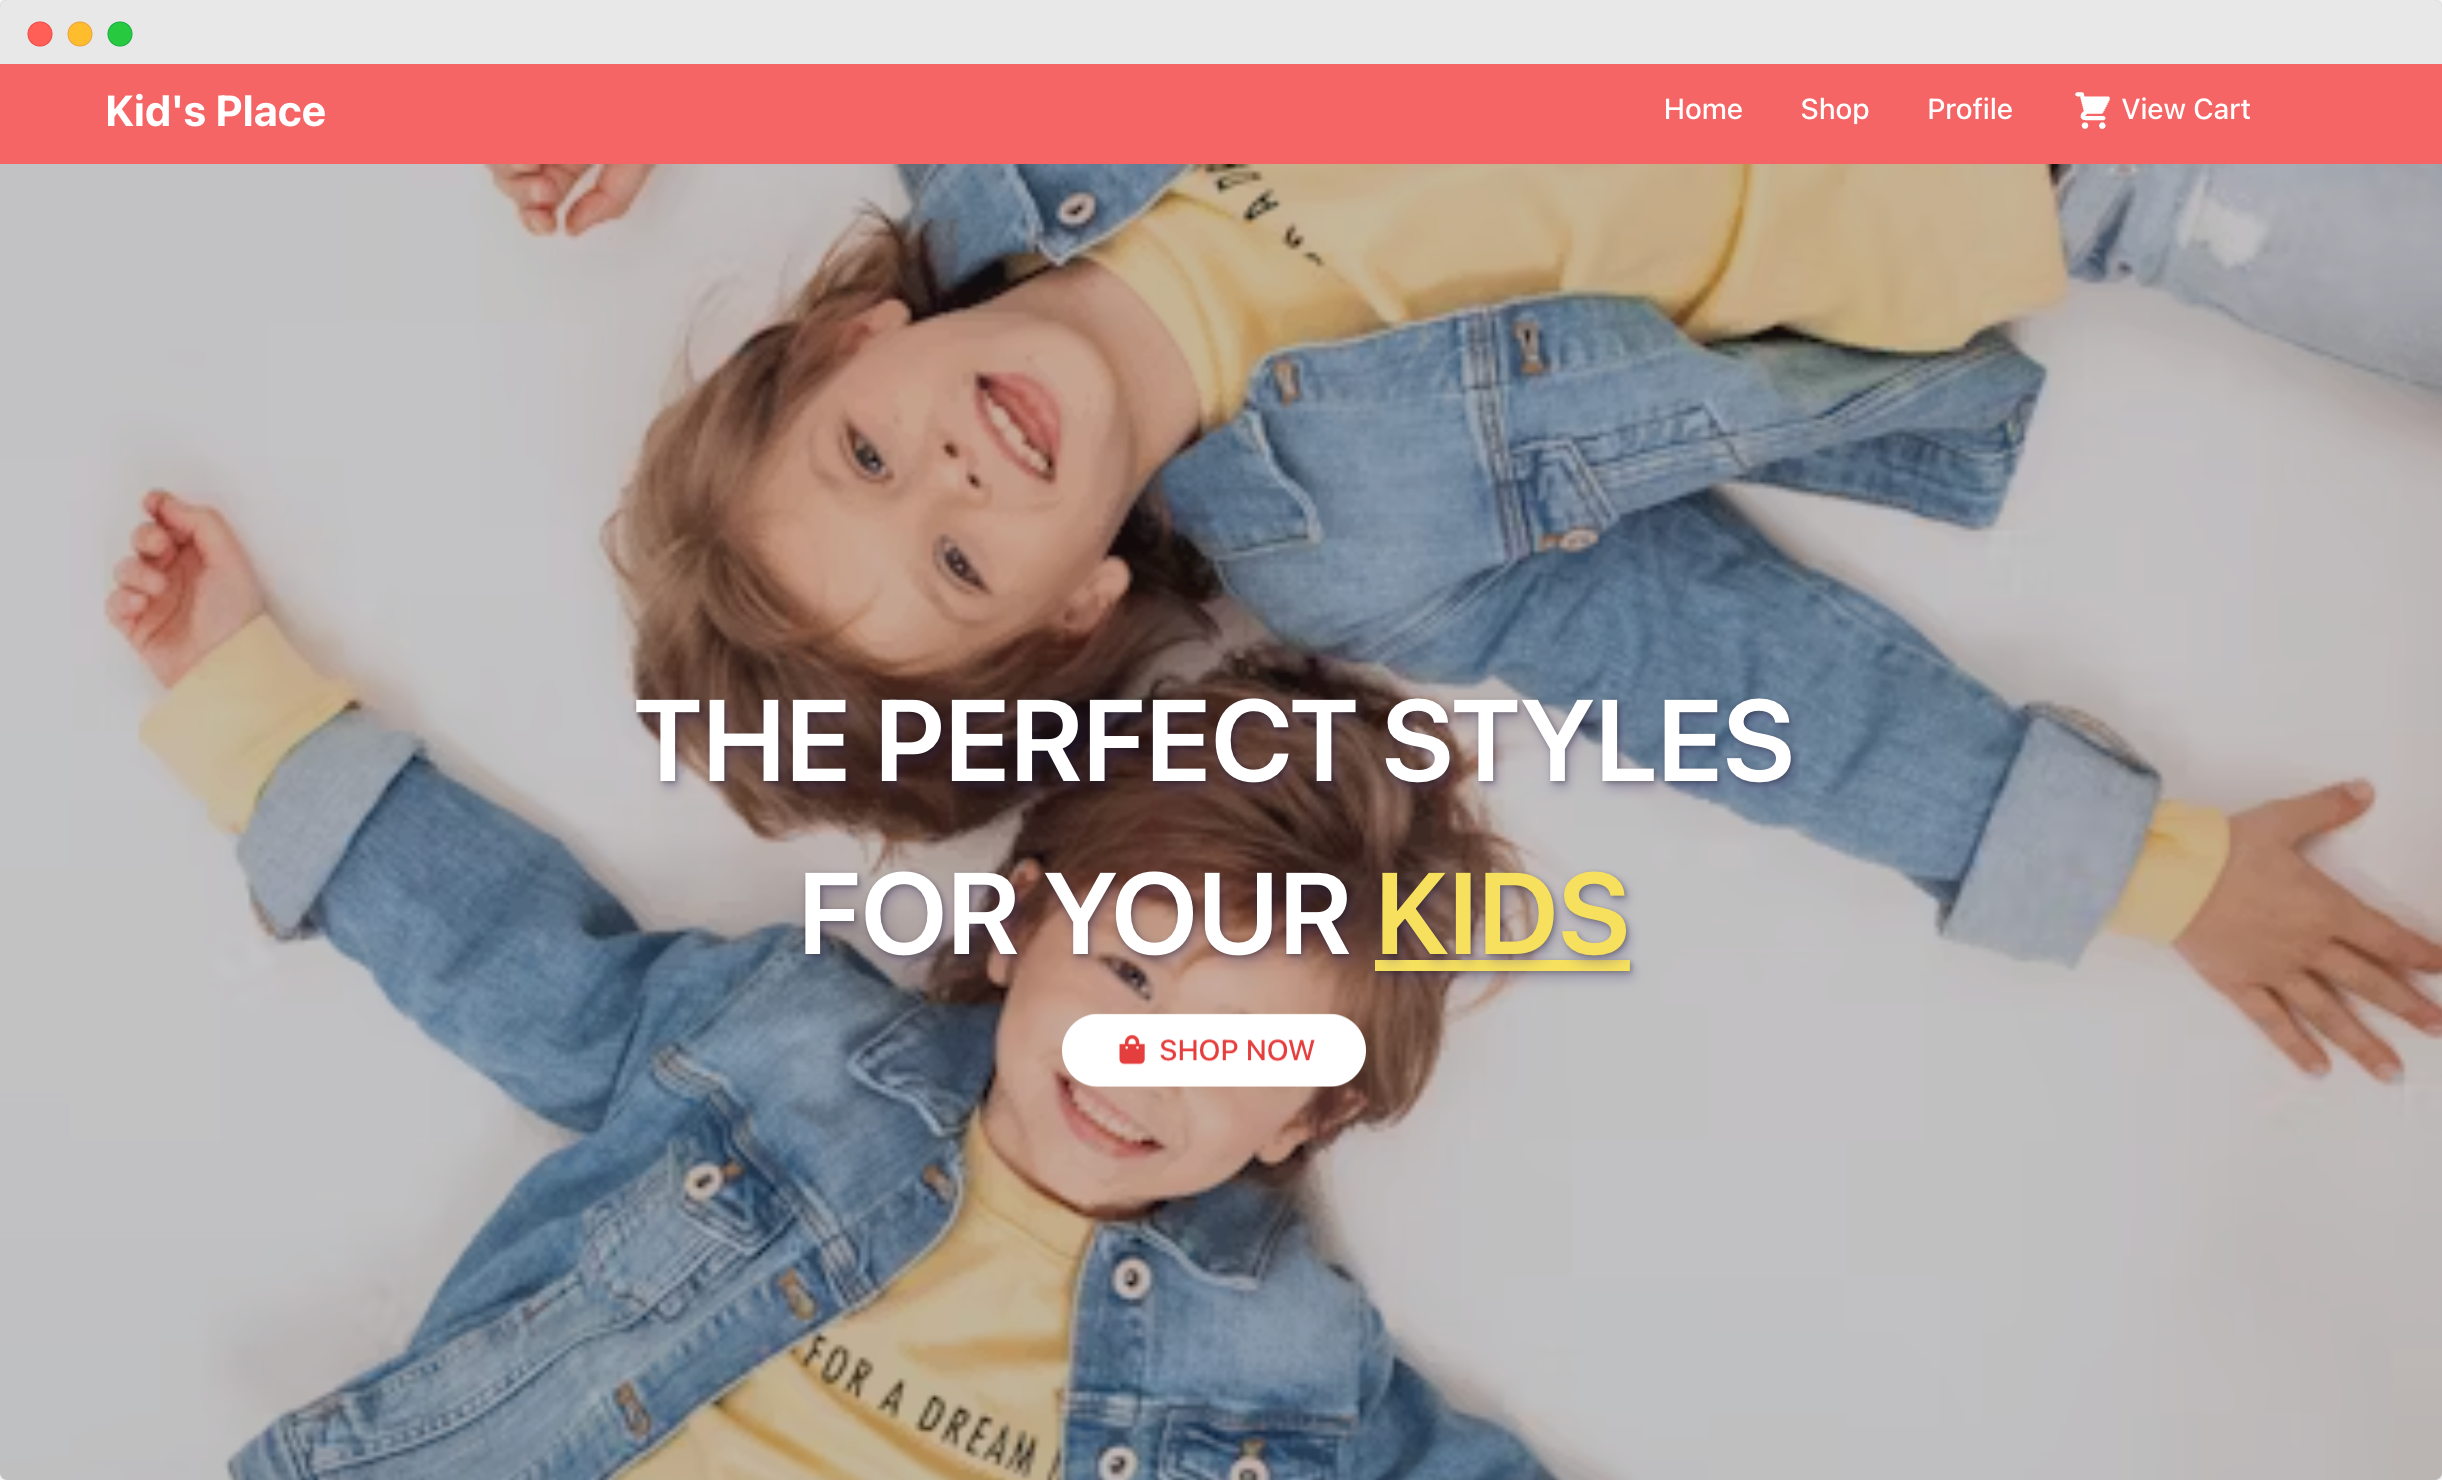 Kid's Place
Home
Shop
Profile
View Cart
THE PERFECT STYLES
FOR YOUR KIDS
SHOP NOW
FOR A DREAM